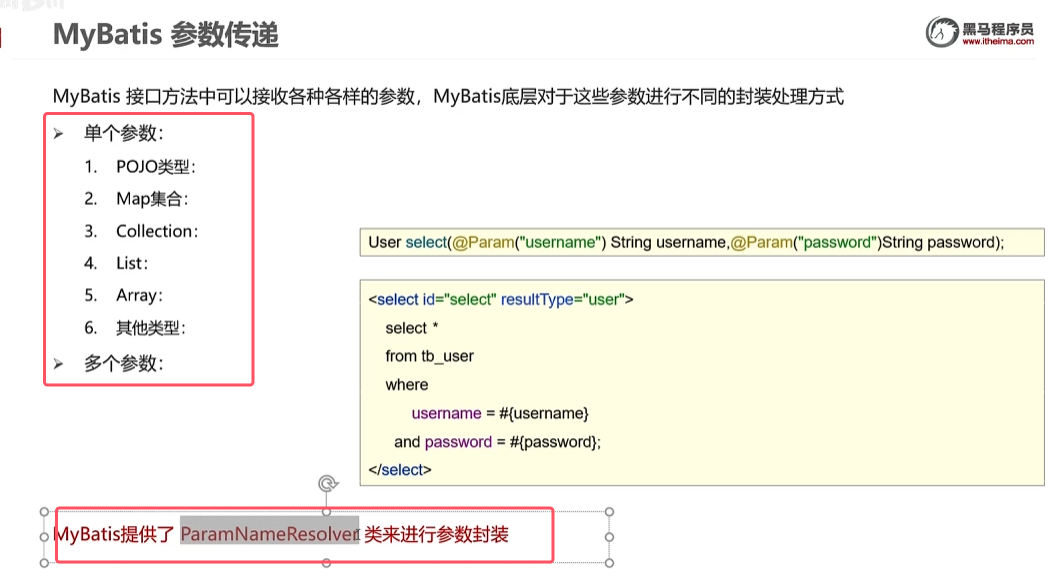 MyBatis 参数传递
黑马程序员
www.itheima.com
MyBatis 接口方法中可以接收各种各样的参数，MyBatis底层对于这些参数进行不同的封装处理方式
➢ 单个参数：
1. POJO类型：
2. Map集合：
3. Collection：
4. List：
5. Array：
6. 其他类型：
➢ 多个参数：
User select(@Param("username") String username,@Param("password")String password);
<select id="select" resultType="user">
select *
from tb_user
where
username = #{username}
and password = #{password};
</select>
MyBatis提供了 ParamNameResolver 类来进行参数封装